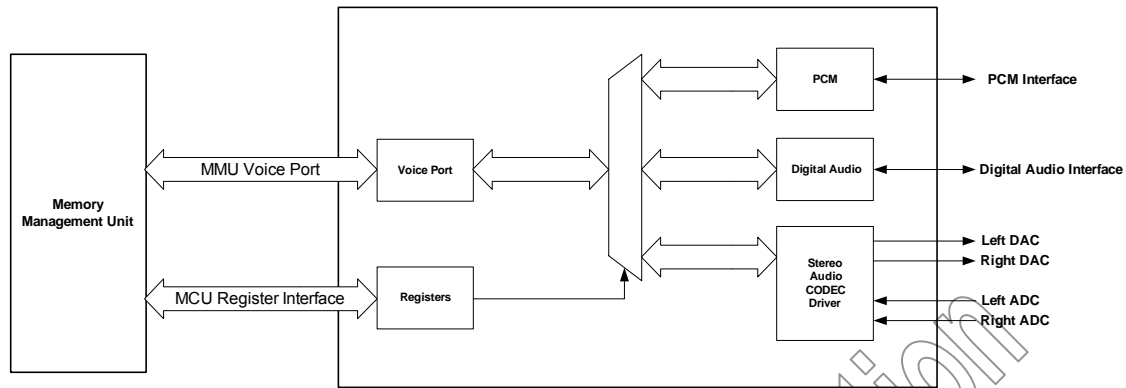 Memory
Management Unit
MMU Voice Port
MCU Register Interface
Voice Port
Registers
PCM
Digital Audio
Stereo
Audio
CODEC
Driver
PCM Interface
Digital Audio Interface
Left DAC
Right DAC
Left ADC
Right ADC